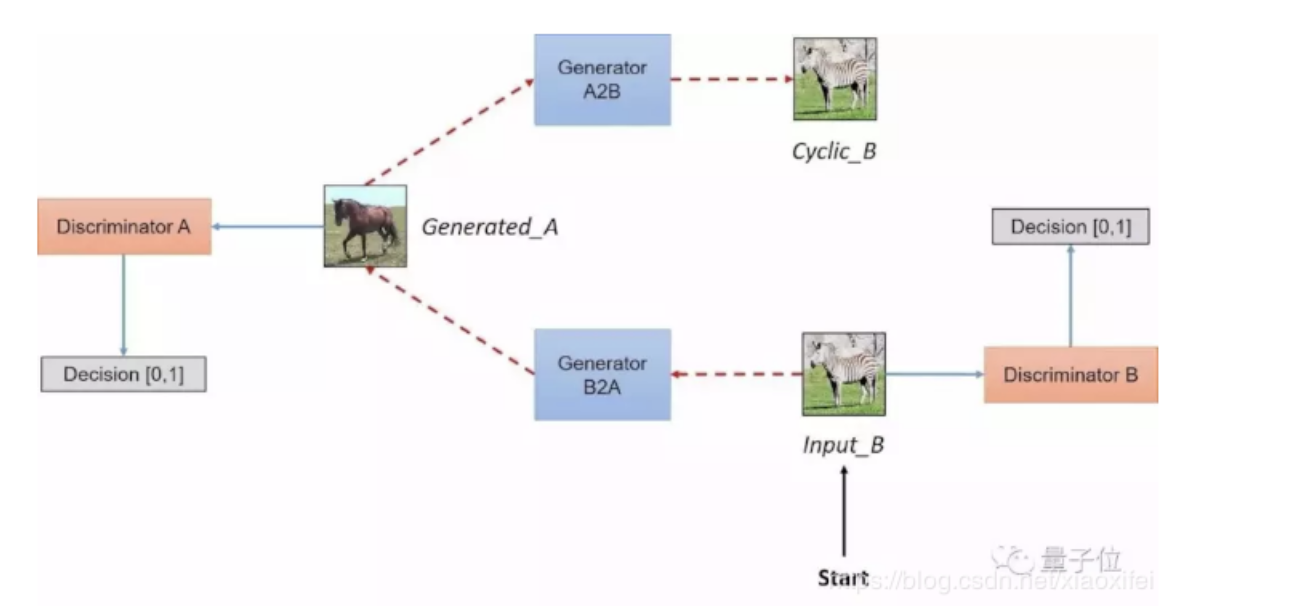 Generator
A2B
Cyclic_B
Discriminator A
Generated_A
Decision [0,1]
Decision [0,1]
Generator
B2A
Discriminator B
Input_B
量子位
Start
https://blog.csdn.net/xiaoxifei